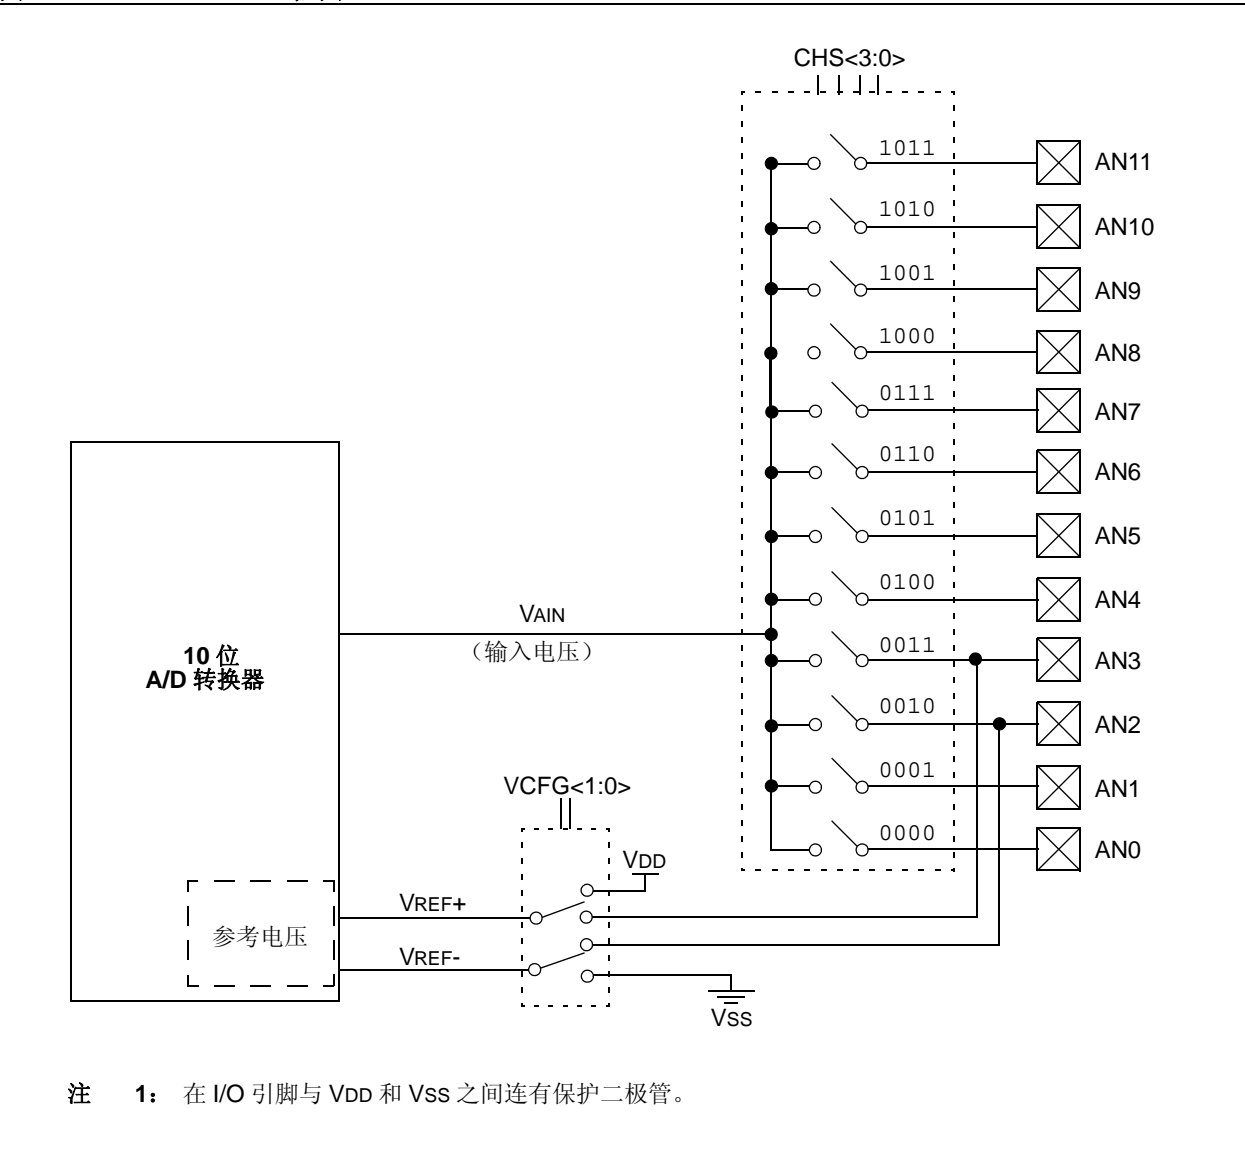 CHS<3:0>
1011 AN11
1010 AN10
1001 AN9
1000 AN8
0111 AN7
0110 AN6
0101 AN5
0100 AN4
VAIN
(输入电压)
0011 AN3
10 位
A/D 转换器
0010 AN2
0001 AN1
VCFG<1:0>
0000 AN0
VDD
VREF+
参考电压
VREF-
VSS
注 1: 在 I/O 引脚与 VDD 和 VSS 之间连有保护二极管。